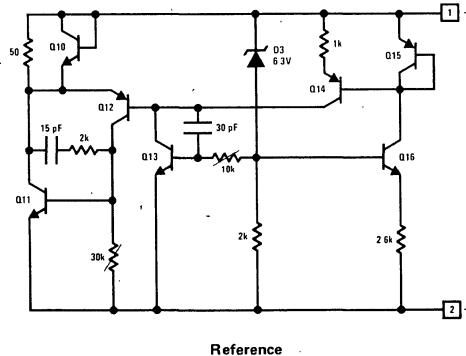 1
50
Q10
D3
6.3V
1k
Q15
Q14
Q12
15 pF
2k
30 pF
Q13
10k
Q16
Q11
30k
2k
2 6k
2
Reference